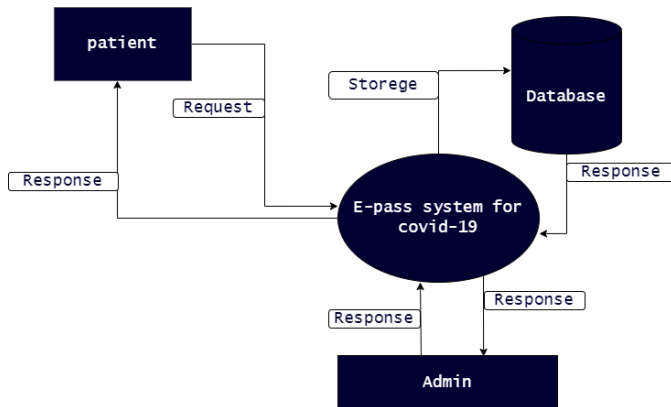 patient
Storege
Database
Request
Response
Response
E-pass system for
covid-19
Response
Response
Admin